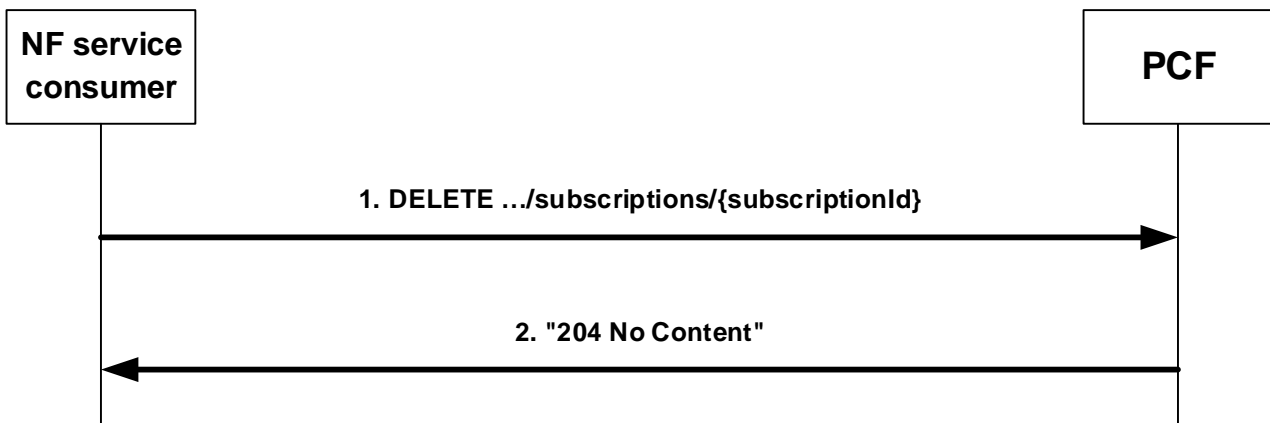 NF service
consumer
PCF
1. DELETE …/subscriptions/{subscriptionId}
2. "204 No Content"